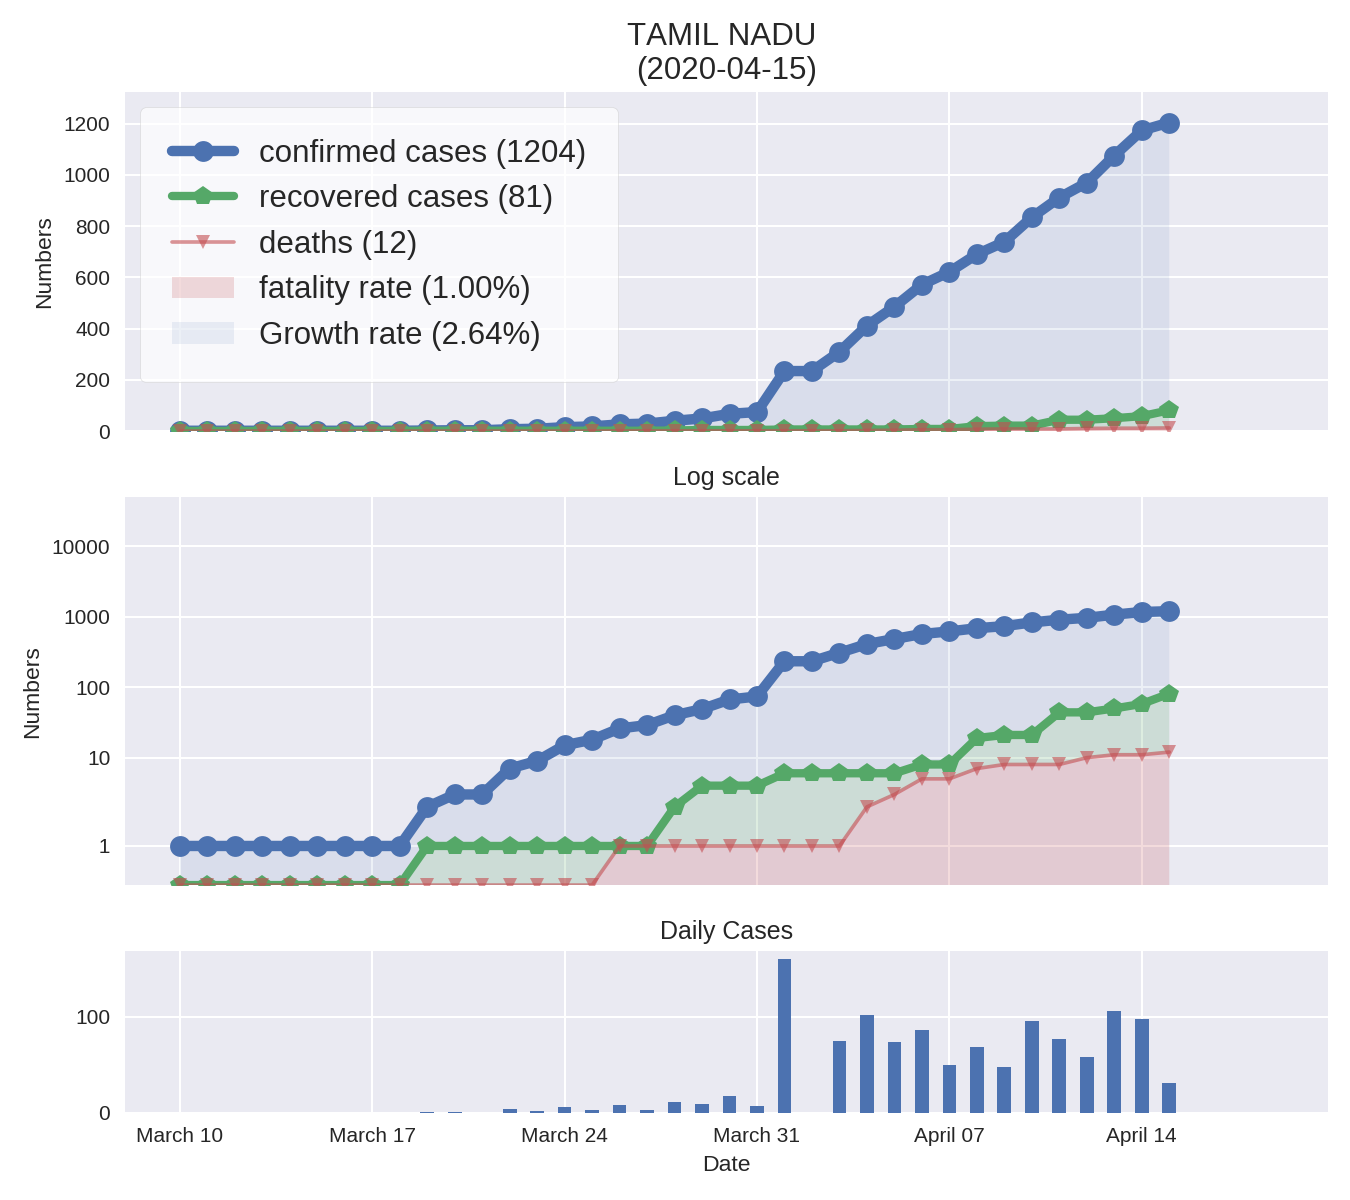 TAMIL NADU
(2020-04-15)
1200
1000
800
600
400
200
0
Numbers
confirmed cases (1204)
recovered cases (81)
deaths (12)
fatality rate (1.00%)
Growth rate (2.64%)
Log scale
10000
1000
100
10
1
Numbers
Daily Cases
100
0
March 10 March 17 March 24 March 31 April 07 April 14
Date